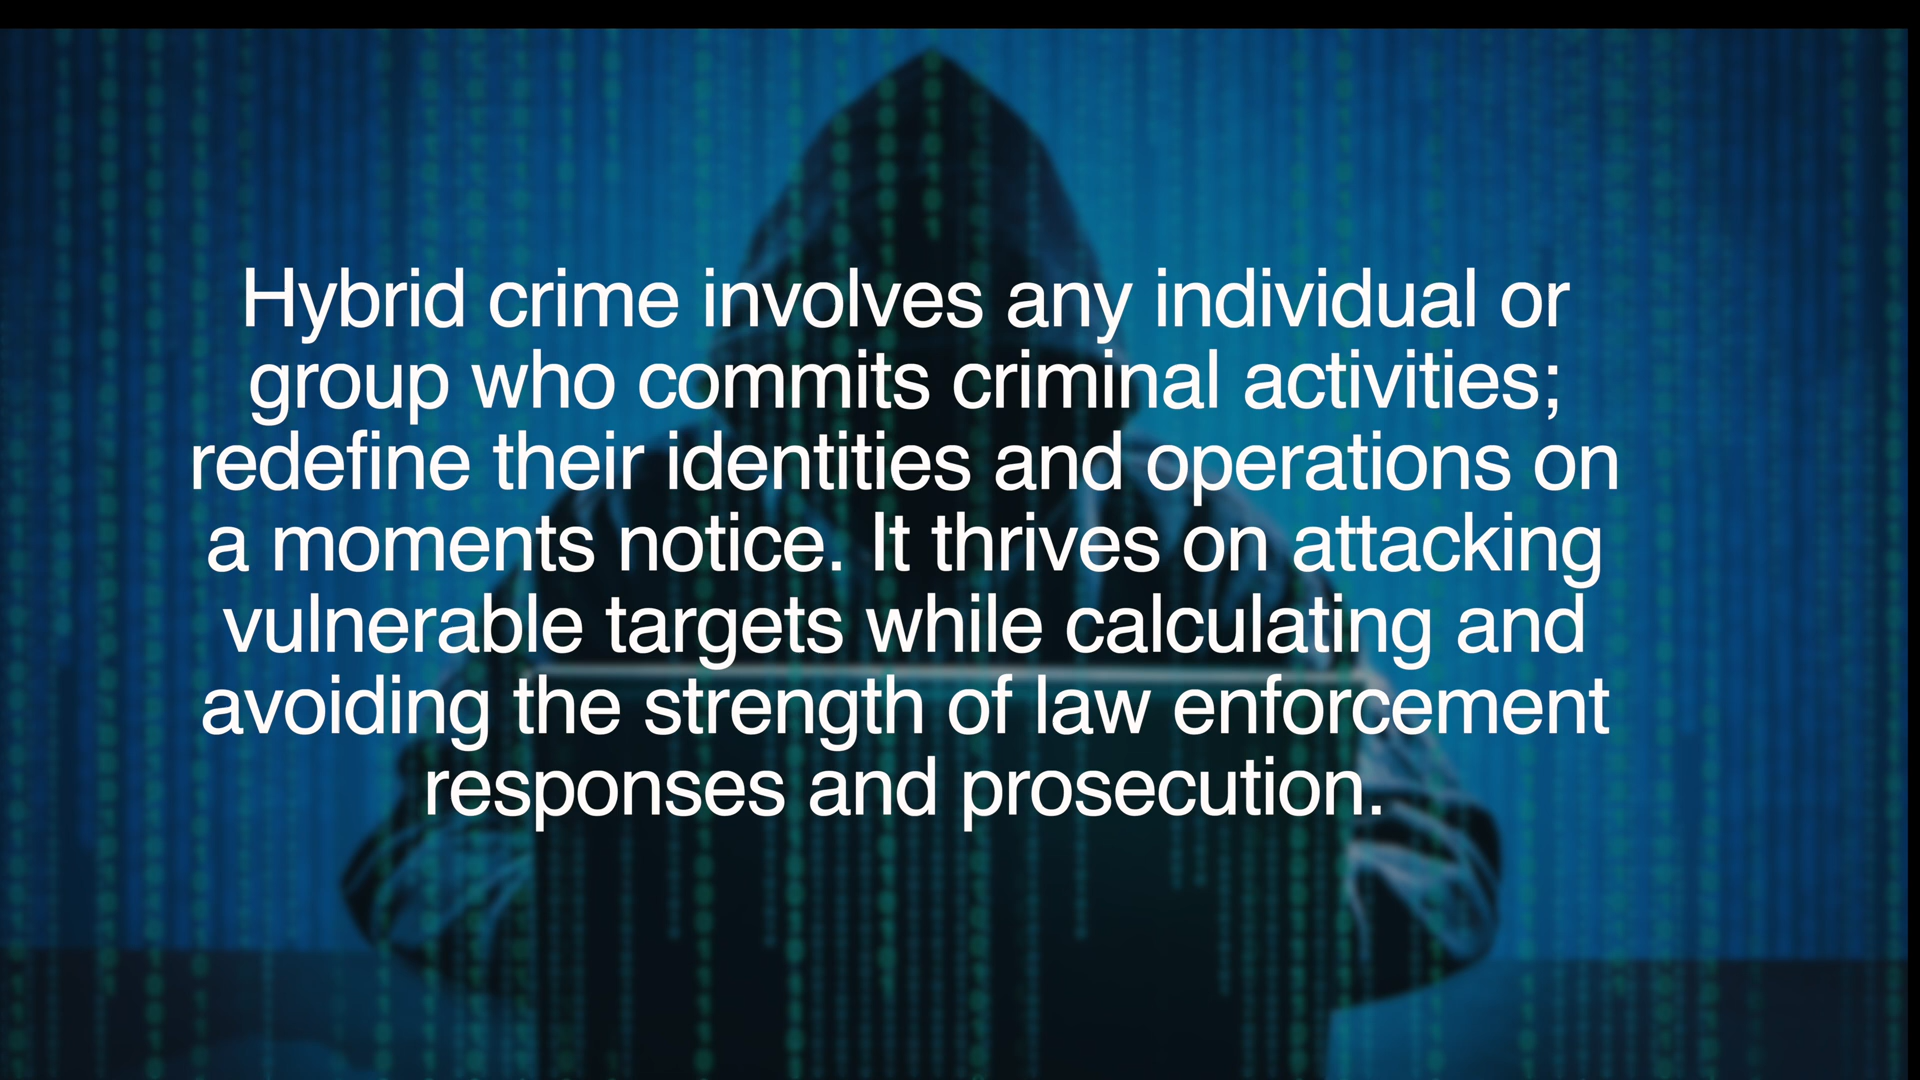 Hybrid crime involves any individual or
group who commits criminal activities;
redefine their identities and operations on
a moments notice. It thrives on attacking
vulnerable targets while calculating and
avoiding the strength of law enforcement
responses and prosecution.